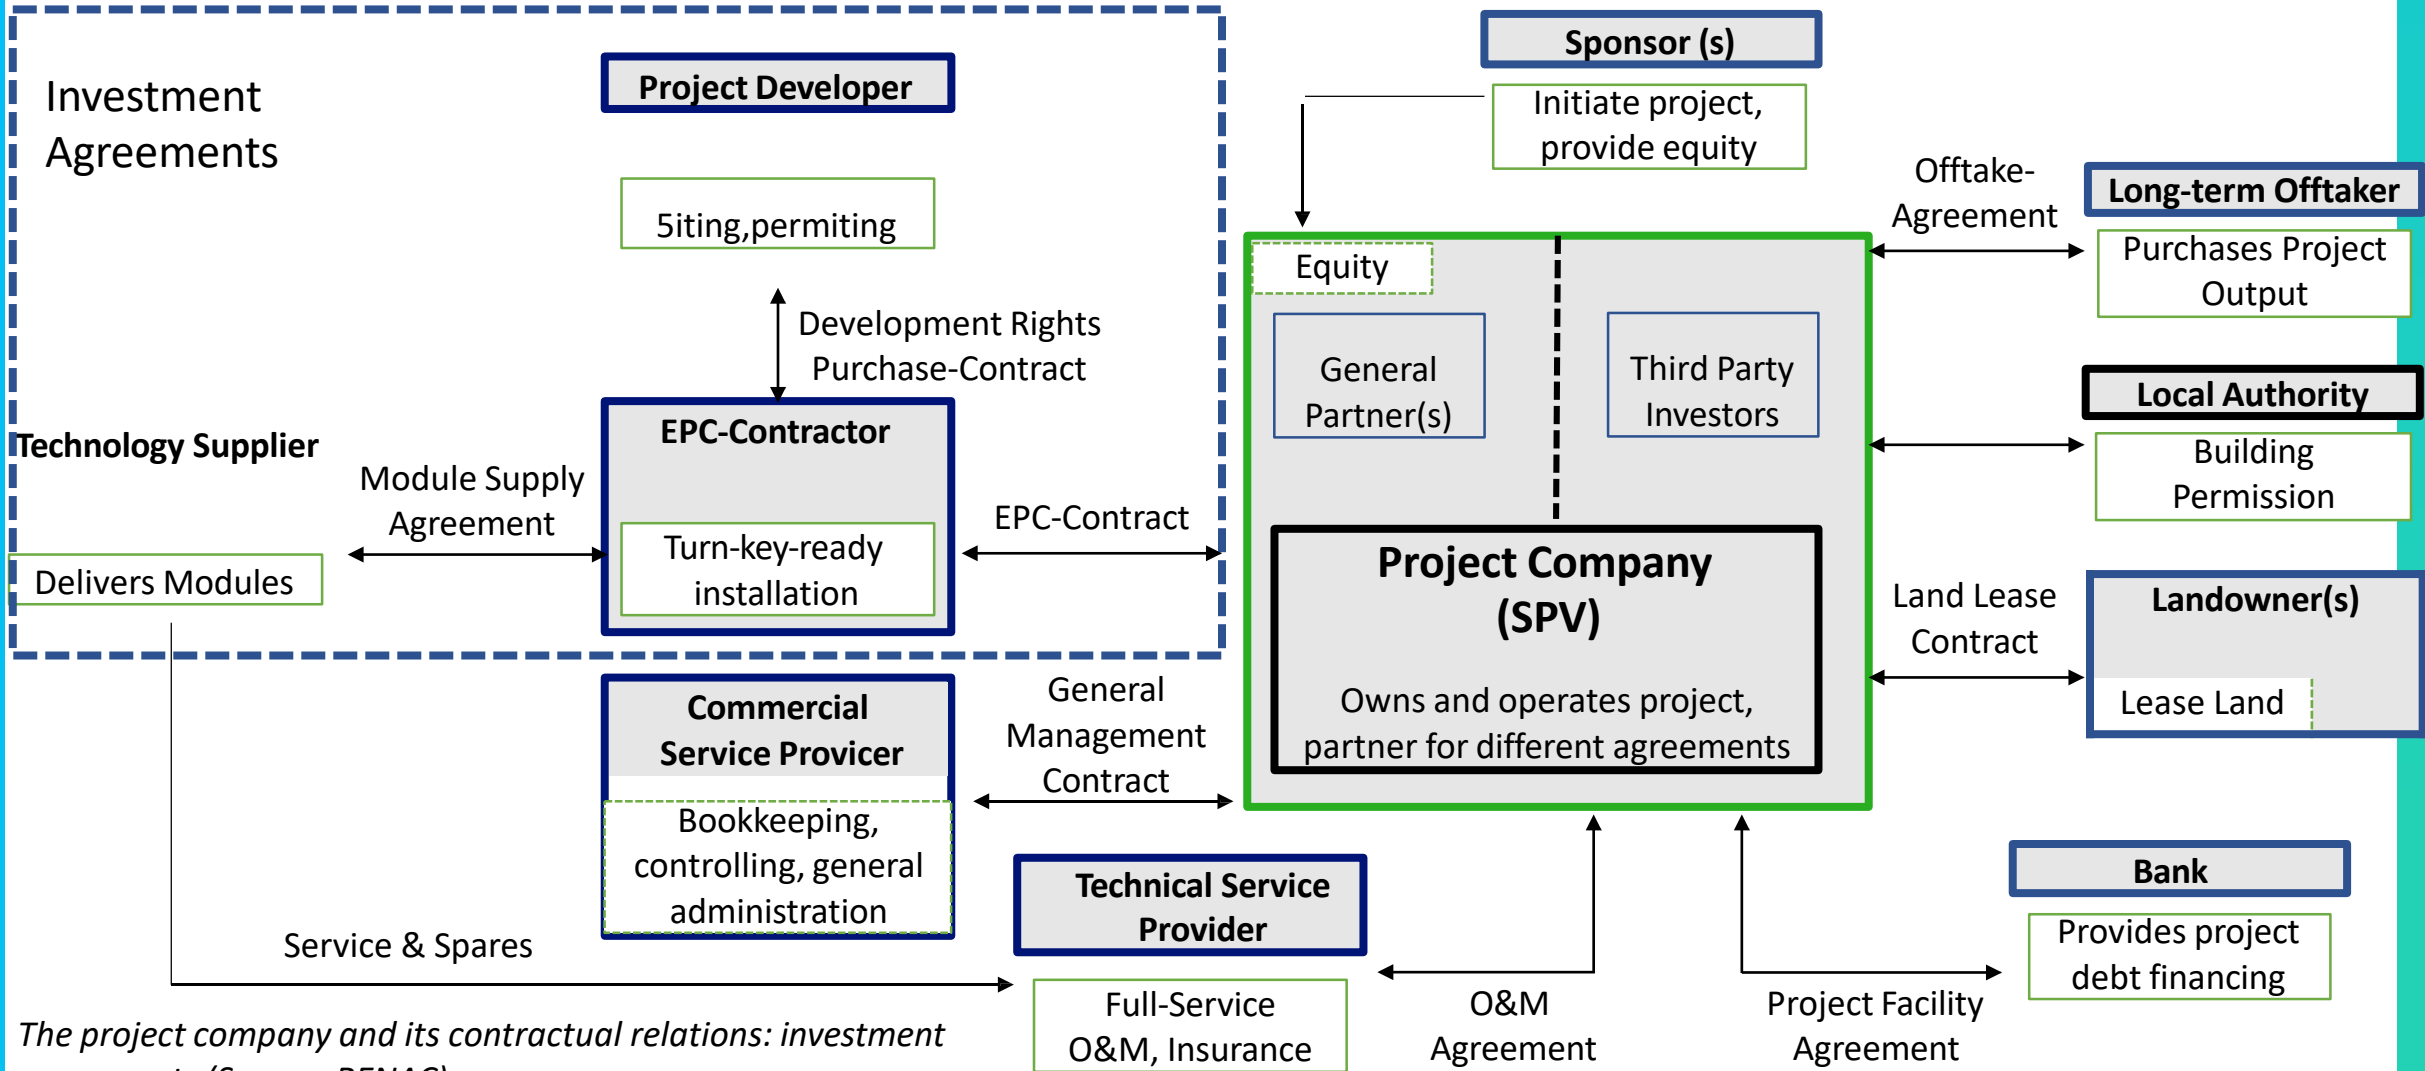 Investment
Agreements
Project Developer
5iting,permiting
Development Rights
Purchase-Contract
Technology Supplier
Delivers Modules
Module Supply
Agreement
EPC-Contractor
Turn-key-ready
installation
EPC-Contract
Sponsor (s)
Initiate project,
provide equity
Equity
General
Partner(s)
Third Party
Investors
Project Company
(SPV)
Owns and operates project,
partner for different agreements
Offtake-
Agreement
Long-term Offtaker
Purchases Project
Output
Local Authority
Building
Permission
Land Lease
Contract
Landowner(s)
Lease Land
Commercial
Service Provicer
Bookkeeping,
controlling, general
administration
General
Management
Contract
Service & Spares
Technical Service
Provider
Full-Service
O&M, Insurance
O&M
Agreement
Project Facility
Agreement
Bank
Provides project
debt financing
The project company and its contractual relations: investment